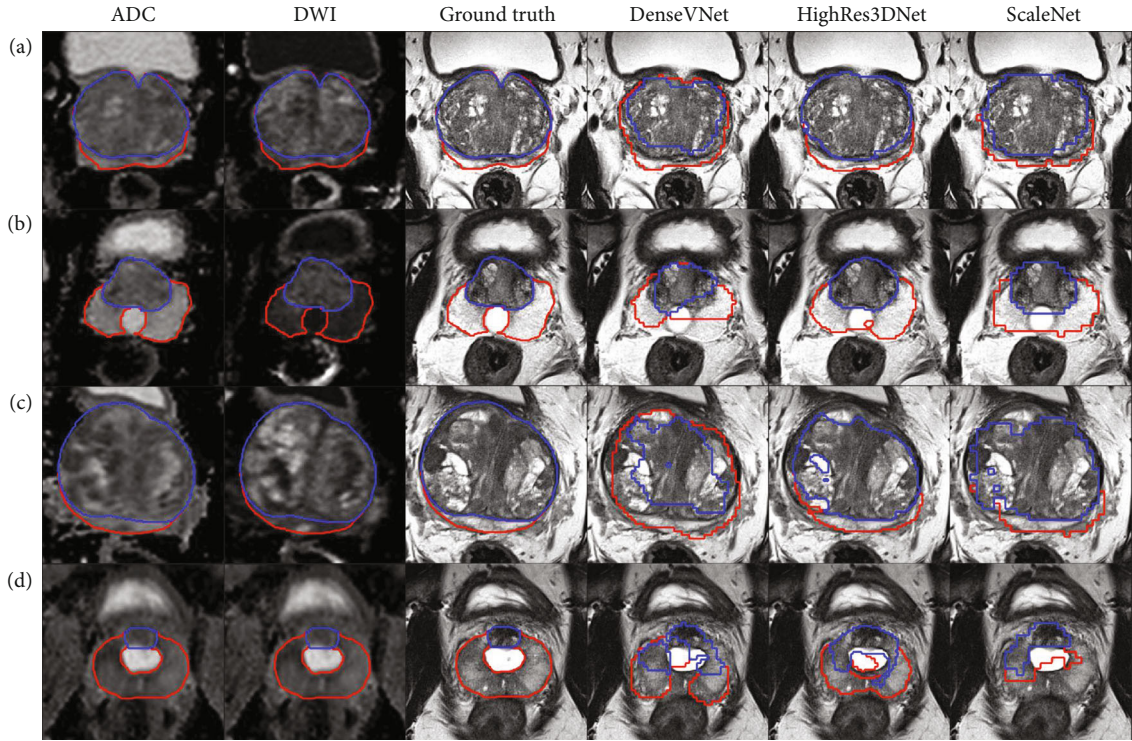 ADC DWI Ground truth DenseVNet HighRes3DNet ScaleNet
(a)
(b)
(c)
(d)